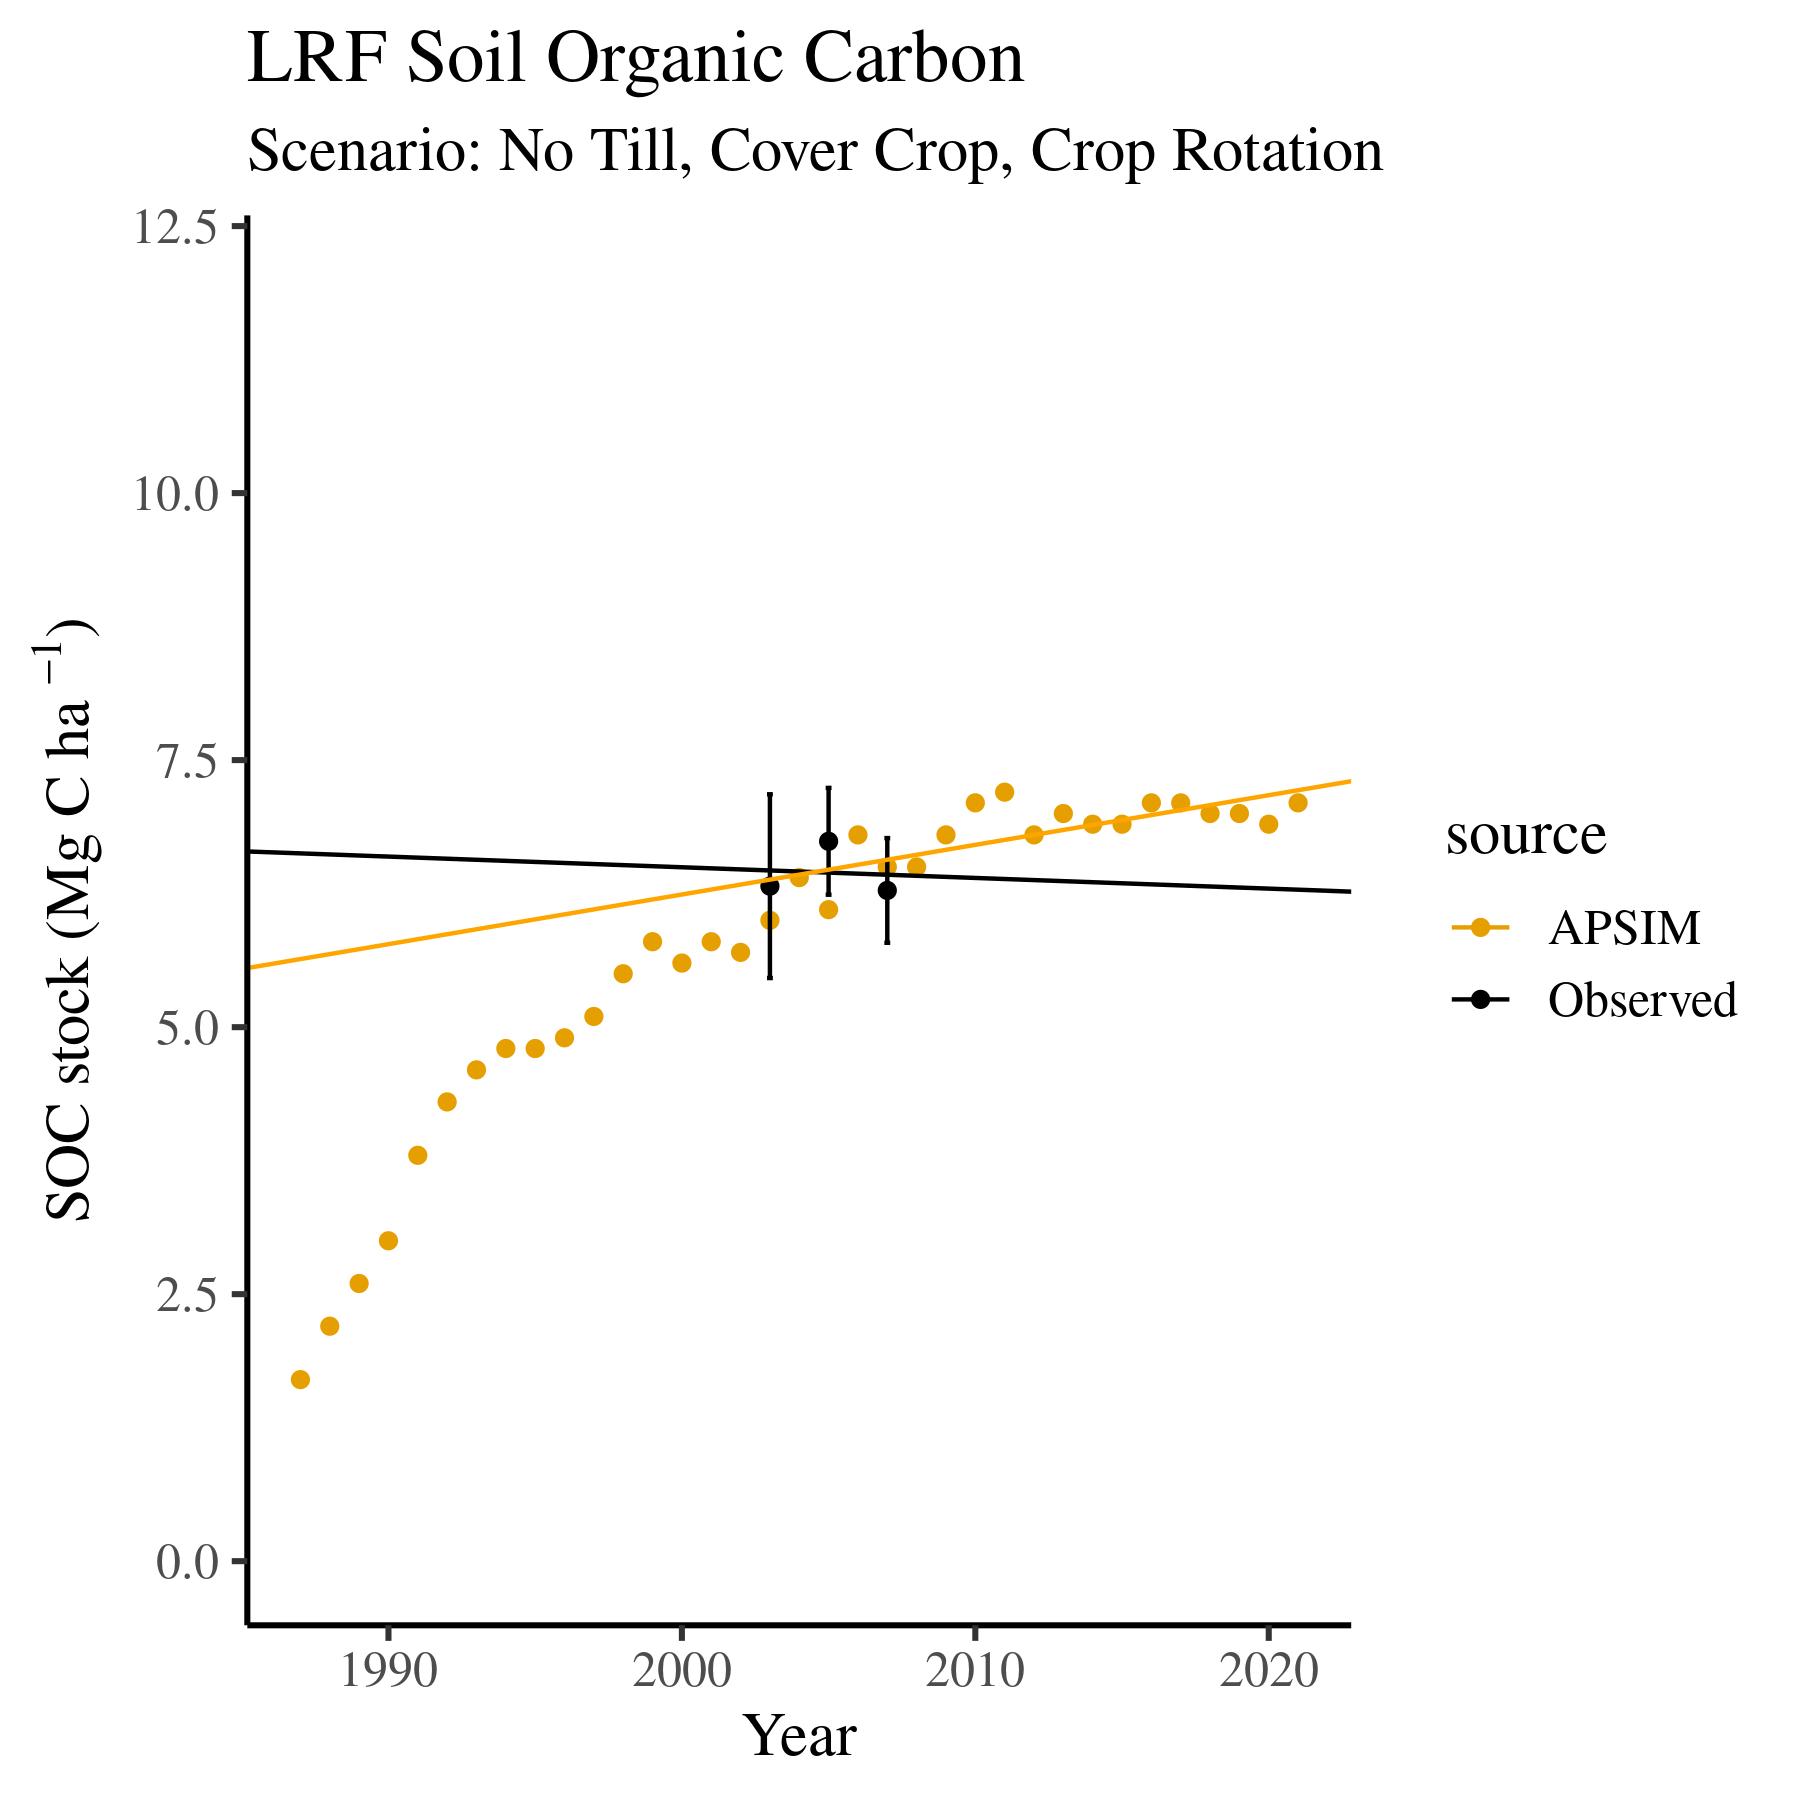 LRF Soil Organic Carbon
Scenario: No Till, Cover Crop, Crop Rotation
SOC stock (Mg C ha ⁻¹)
12.5
10.0
7.5
5.0
2.5
0.0
1990 2000 2010 2020
Year
source
APSIM
Observed